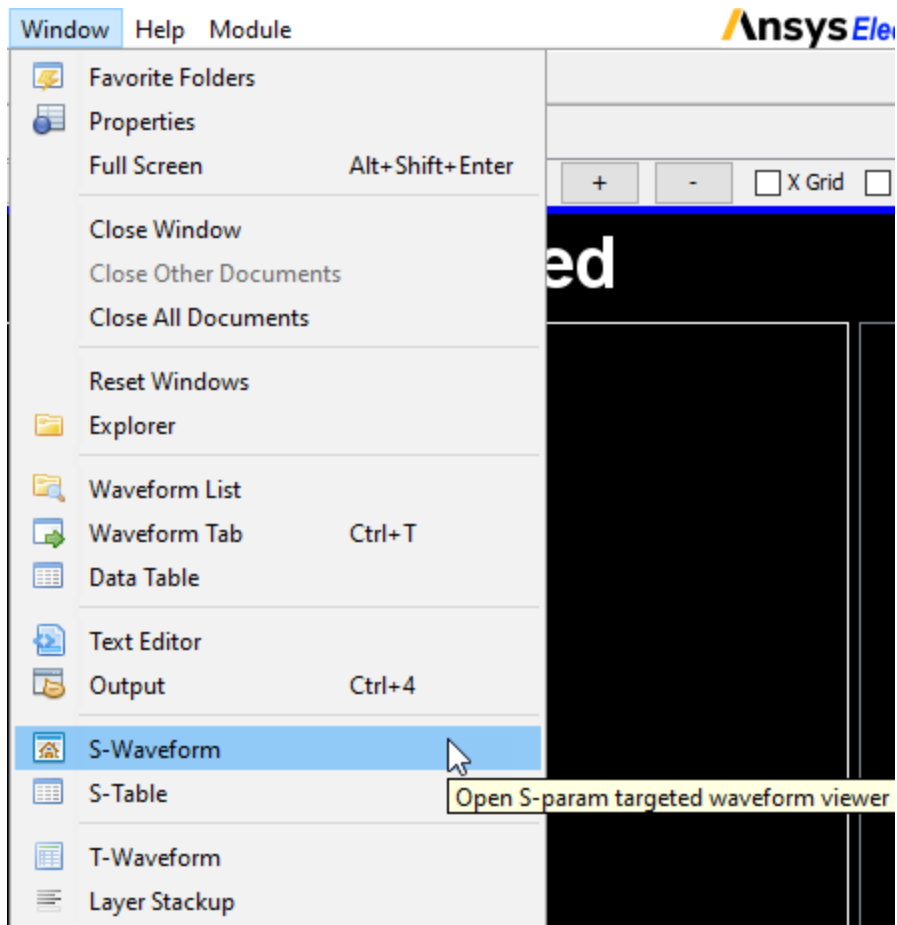 Window Help Module
Ansys Ele
Favorite Folders
Properties
Full Screen Alt+Shift+Enter
+ - X Grid
ed
Close Window
Close Other Documents
Close All Documents
Reset Windows
Explorer
Waveform List
Waveform Tab Ctrl+T
Data Table
Text Editor
Output Ctrl+4
S-Waveform
S-Table
Open S-param targeted waveform viewer
T-Waveform
Layer Stackup